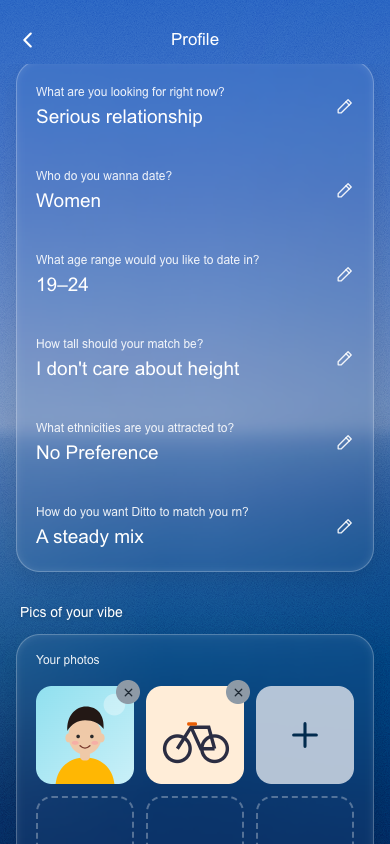 Profile
What are you looking for right now?
Serious relationship
Who do you wanna date?
Women
What age range would you like to date in?
19–24
How tall should your match be?
I don't care about height
What ethnicities are you attracted to?
No Preference
How do you want Ditto to match you rn?
A steady mix
Pics of your vibe
Your photos